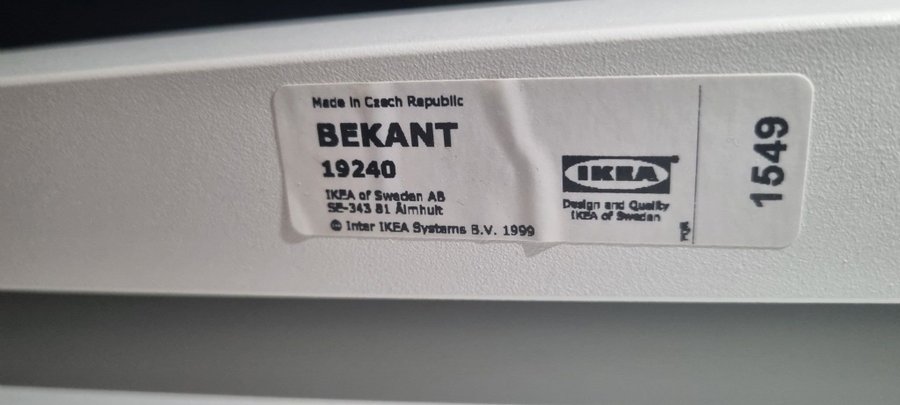 Made in Czech Republic
BEKANT
19240
IKEA of Sweden AB
SE-343 81 Älmhult
© Inter IKEA Systems B.V. 1999
IKEA
®
Design and Quality
IKEA of Sweden
1549